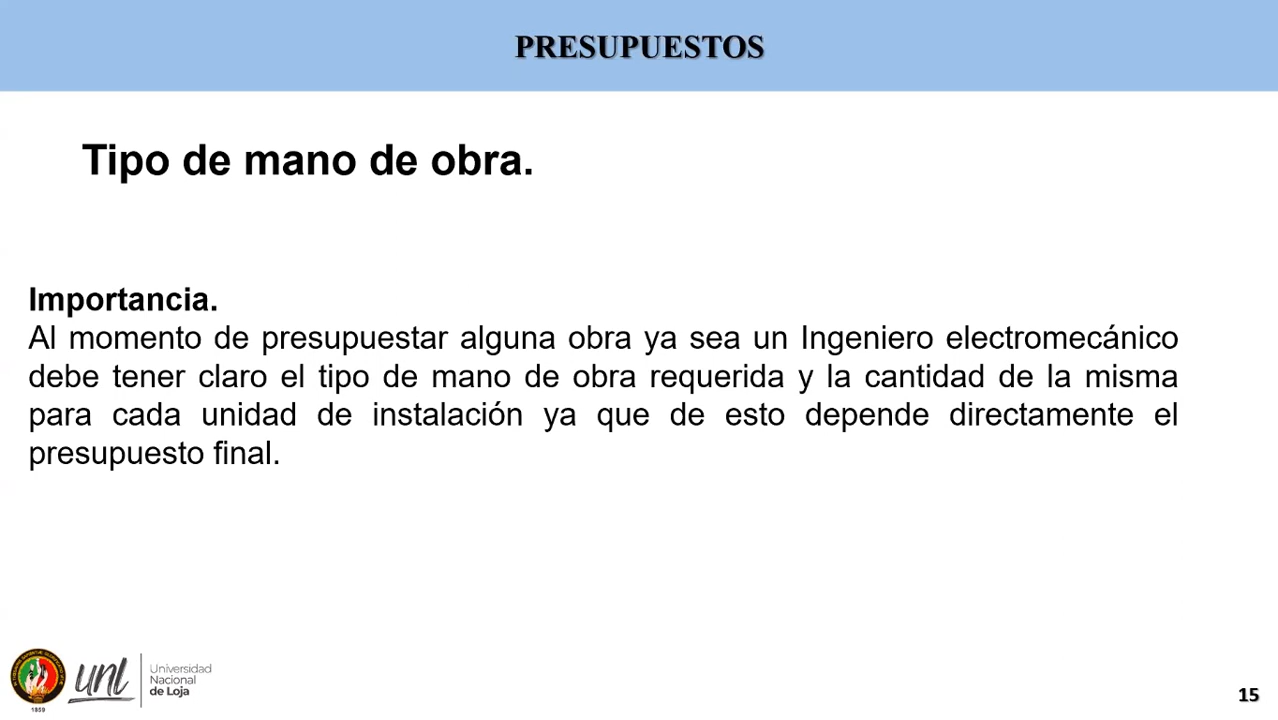 PRESUPUESTOS
Tipo de mano de obra.
Importancia.
Al momento de presupuestar alguna obra ya sea un Ingeniero electromecánico
debe tener claro el tipo de mano de obra requerida y la cantidad de la misma
para cada unidad de instalación ya que de esto depende directamente el
presupuesto final.
unl
Universidad
Nacional
de Loja
1859
15